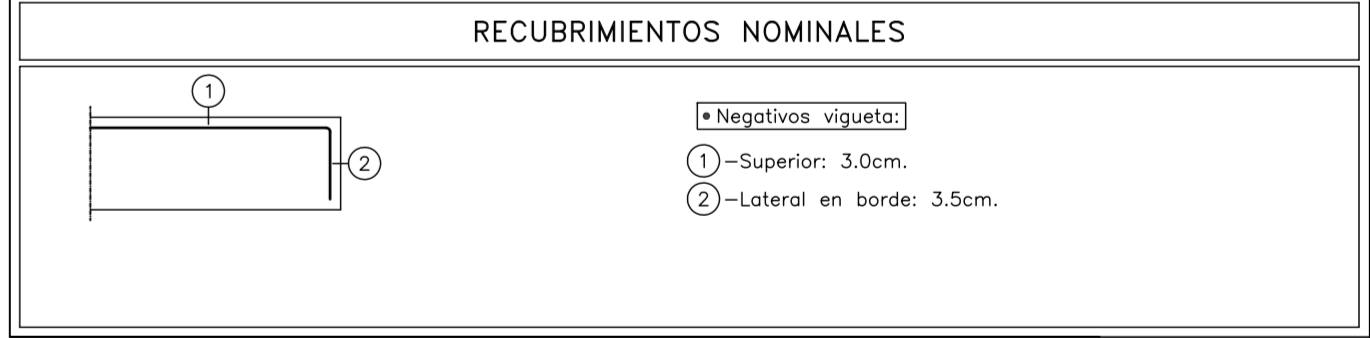 RECUBRIMIENTOS NOMINALES
1
2
• Negativos vigueta:
1 -Superior: 3.0cm.
2 -Lateral en borde: 3.5cm.